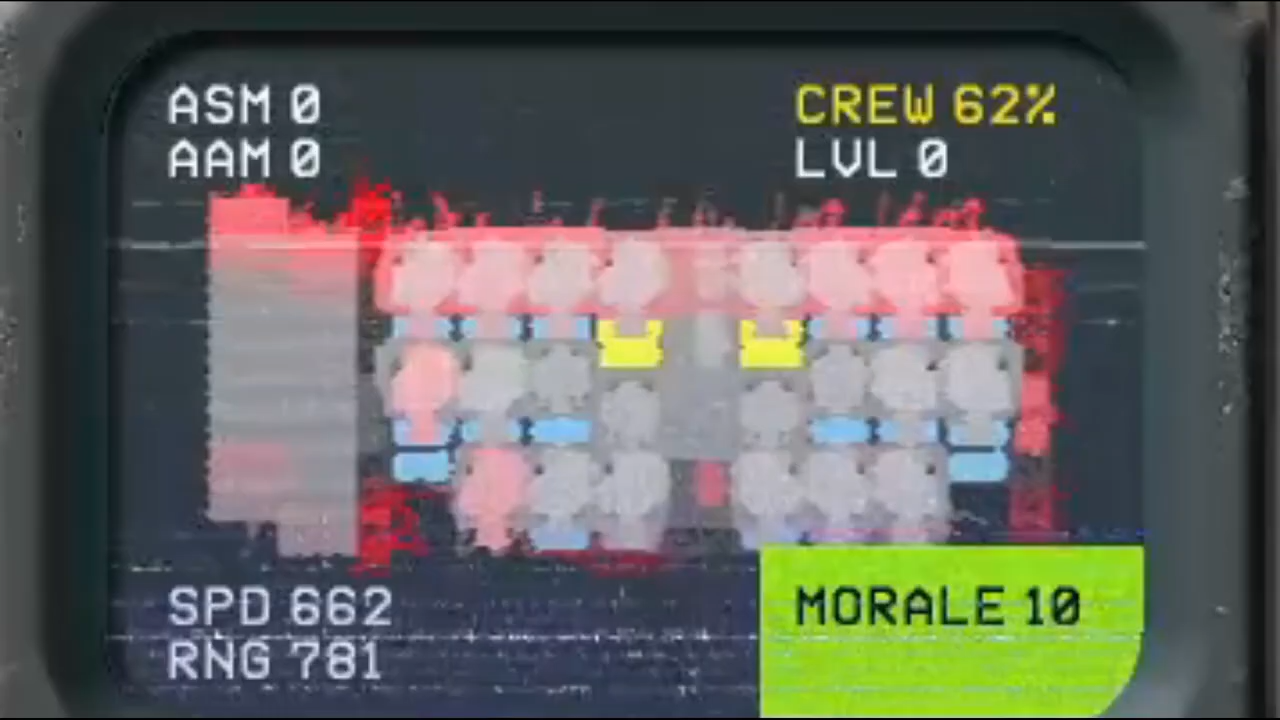 ASM 0
AAM 0
CREW 62%
LVL 0
SPD 662
RNG 781
MORALE 10